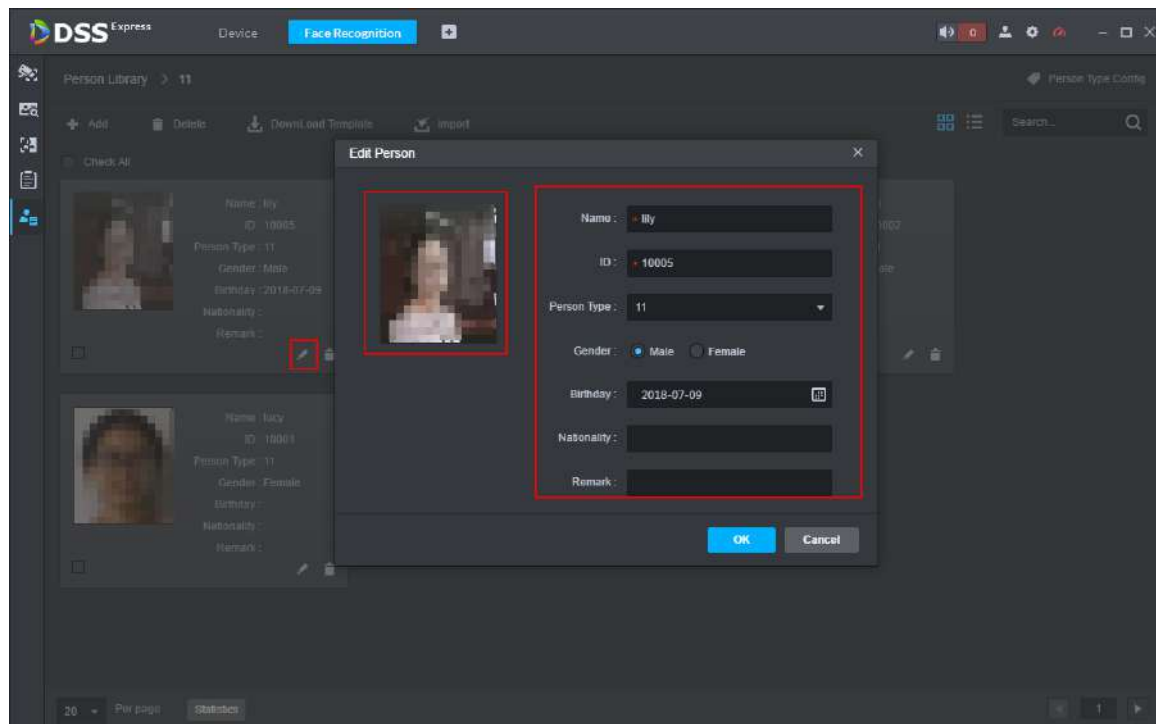 DSS Express Device Face Recognition 0
Person Library > 11 Person Type Config
Add Delete DownLoad Template Import Search...
Check All
Edit Person
Name : lily
ID : 10005
Person Type : 11
Gender : Male
Birthday : 2018-07-09
Nationality :
Remark :
Name : * lily
ID : * 10005
Person Type : 11
Gender : Male Female
Birthday : 2018-07-09
Nationality :
Remark :
OK Cancel
Name : lucy
Person Type : 11
Gender : Female
Birthday :
Nationality :
Remark :
20 Per page Statistics 1